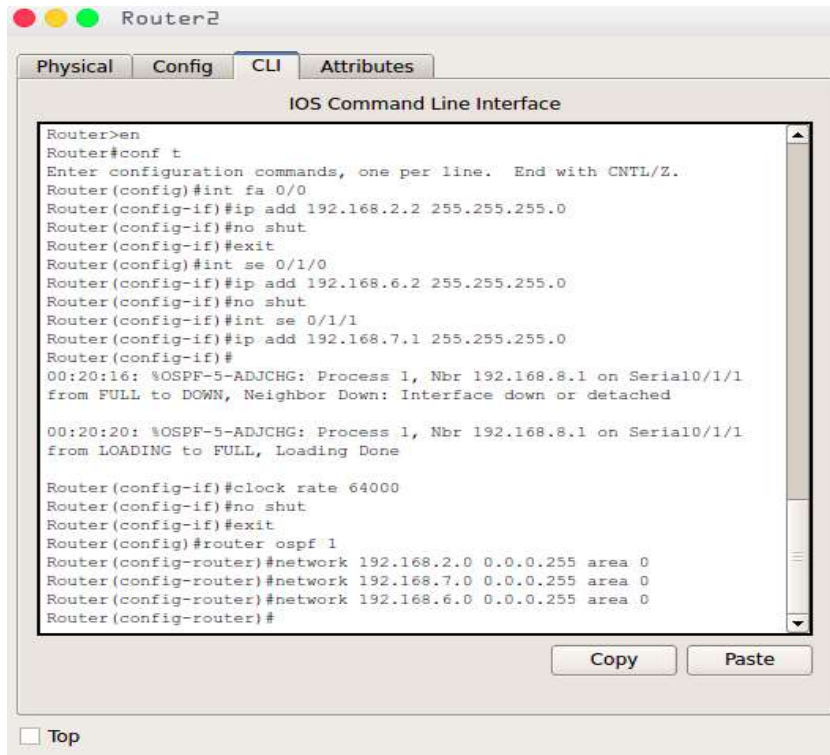 Router2
Physical Config CLI Attributes
IOS Command Line Interface
Router>en
Router#conf t
Enter configuration commands, one per line.  End with CNTL/Z.
Router(config)#int fa 0/0
Router(config-if)#ip add 192.168.2.2 255.255.255.0
Router(config-if)#no shut
Router(config-if)#exit
Router(config)#int se 0/1/0
Router(config-if)#ip add 192.168.6.2 255.255.255.0
Router(config-if)#no shut
Router(config-if)#int se 0/1/1
Router(config-if)#ip add 192.168.7.1 255.255.255.0
Router(config-if)#
00:20:16: %OSPF-5-ADJCHG: Process 1, Nbr 192.168.8.1 on Serial0/1/1
from FULL to DOWN, Neighbor Down: Interface down or detached
00:20:20: %OSPF-5-ADJCHG: Process 1, Nbr 192.168.8.1 on Serial0/1/1
from LOADING to FULL, Loading Done
Router(config-if)#clock rate 64000
Router(config-if)#no shut
Router(config-if)#exit
Router(config)#router ospf 1
Router(config-router)#network 192.168.2.0 0.0.0.255 area 0
Router(config-router)#network 192.168.7.0 0.0.0.255 area 0
Router(config-router)#network 192.168.6.0 0.0.0.255 area 0
Router(config-router)#
Copy Paste
Top